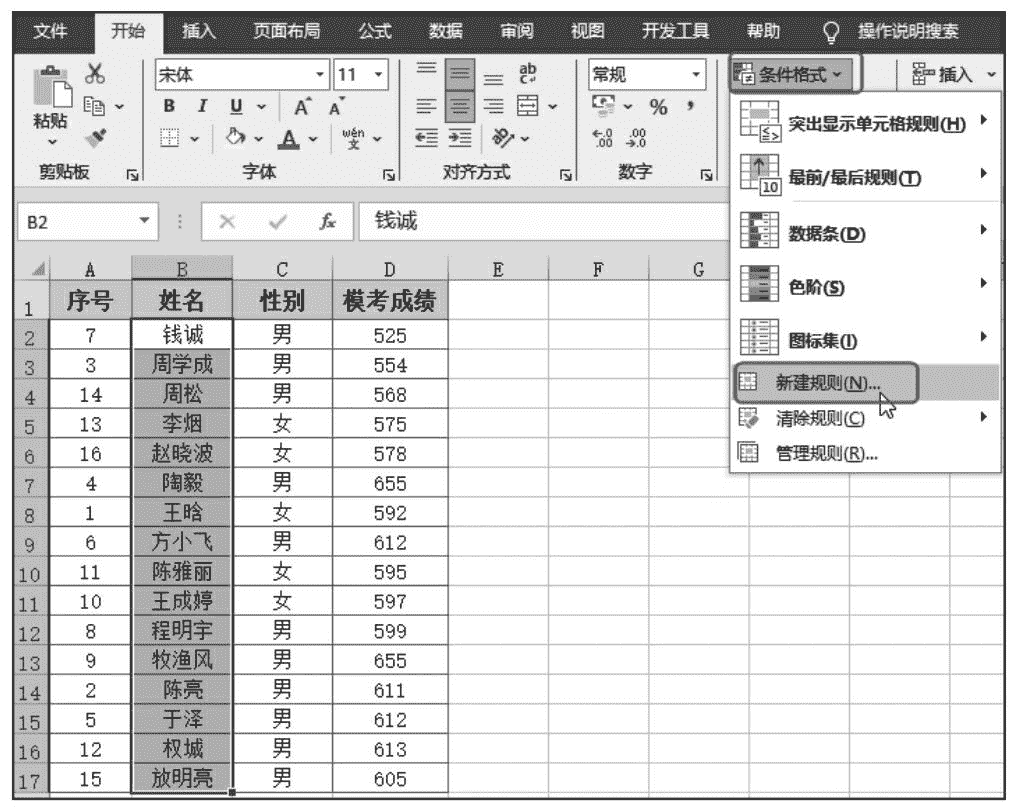 文件 开始 插入 页面布局 公式 数据 审阅 视图 开发工具 帮助 操作说明搜索
宋体 11 ab c 常规 条件格式 插入
粘贴 B I U A A % ,
A wén 文 ab ←.0 .00 .00 →.0
剪贴板 字体 对齐方式 数字
突出显示单元格规则(H)
10 最前/最后规则(T)
数据条(D)
色阶(S)
图标集(I)
新建规则(N)...
清除规则(C)
管理规则(R)...
B2 fx 钱诚
A B C D E F G
1 序号 姓名 性别 模考成绩
2 7 钱诚 男 525
3 3 周学成 男 554
4 14 周松 男 568
5 13 李烟 女 575
6 16 赵晓波 女 578
7 4 陶毅 男 655
8 1 王晗 女 592
9 6 方小飞 男 612
10 11 陈雅丽 女 595
11 10 王成婷 女 597
12 8 程明宇 男 599
13 9 牧渔风 男 655
14 2 陈亮 男 611
15 5 于泽 男 612
16 12 权城 男 613
17 15 放明亮 男 605